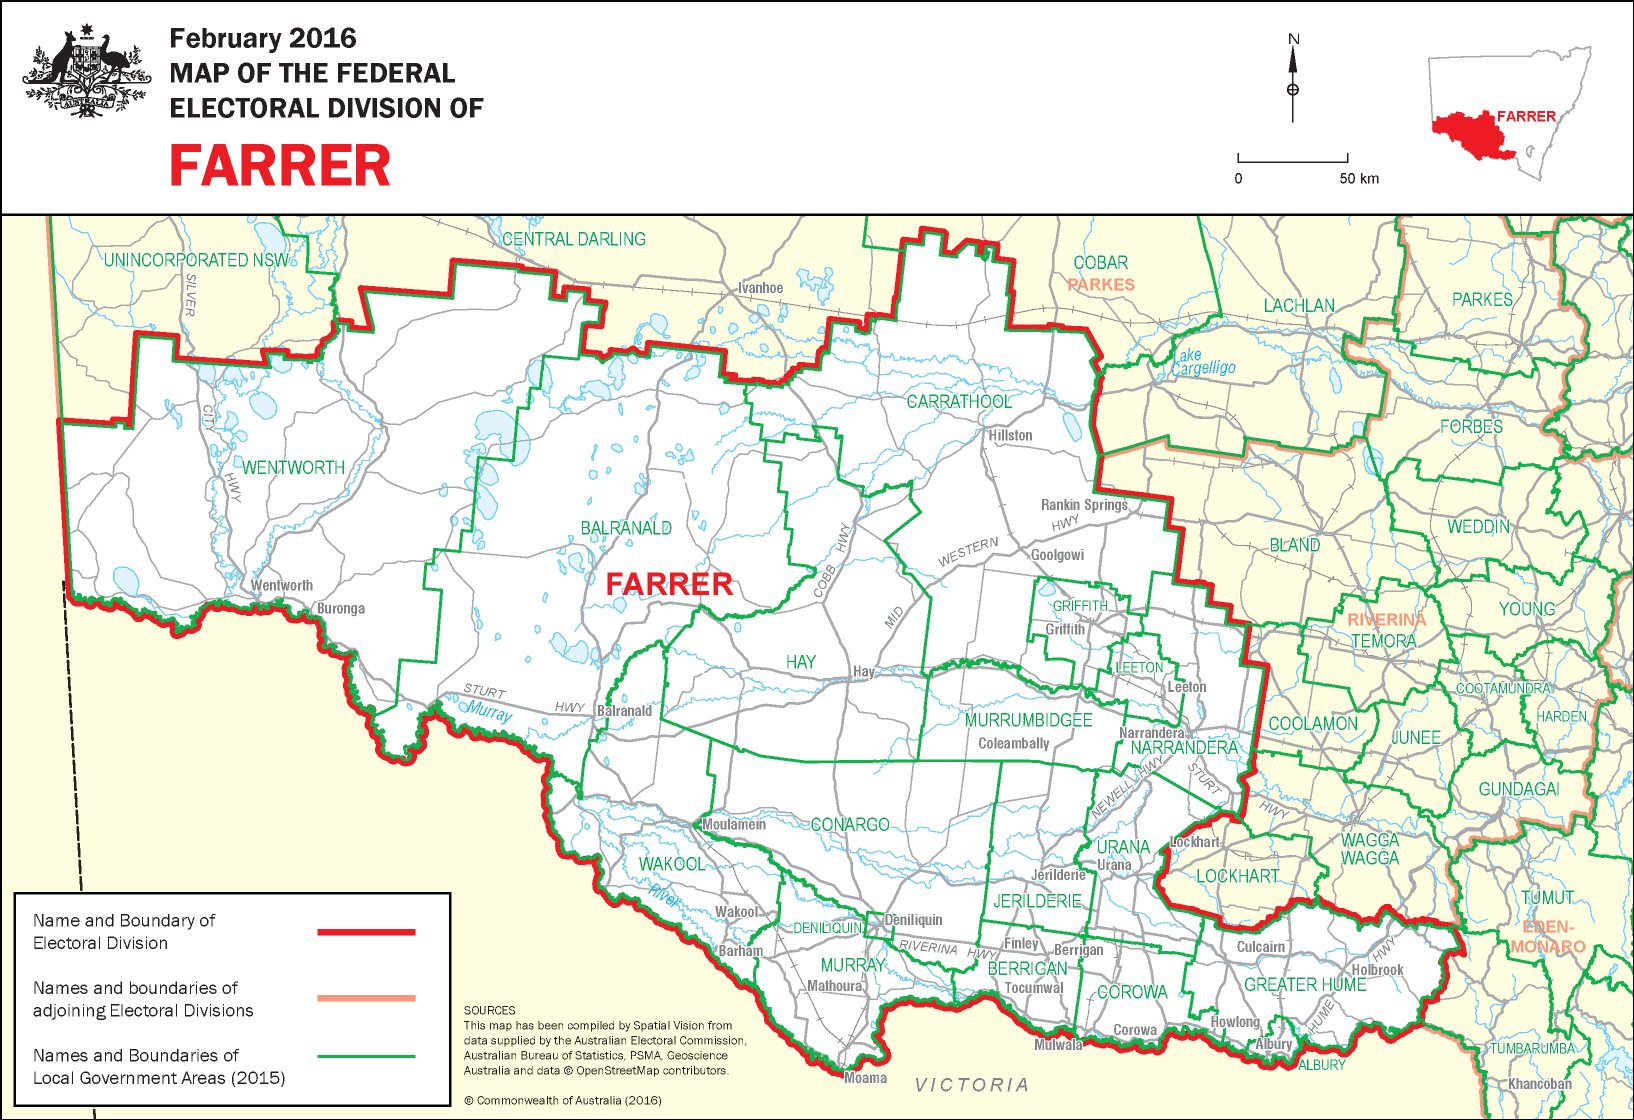 February 2016
MAP OF THE FEDERAL
ELECTORAL DIVISION OF
FARRER
AUSTRALIA
N
0 50 km
FARRER
UNINCORPORATED NSW
CENTRAL DARLING
SILVER
CITY
HWY
Ivanhoe
COBAR
PARKES
LACHLAN
PARKES
Lake
Cargelligo
CARRATHOOL
Hillston
FORBES
WENTWORTH
BALRANALD
FARRER
Rankin Springs
HWY
WESTERN
MID
COBB HWY
Goolgowi
BLAND
WEDDIN
Wentworth
Buronga
GRIFFITH
Griffith
RIVERINA
TEMORA
YOUNG
HAY
Hay
LEETON
Leeton
COOTAMUNDRA
HARDEN
STURT
HWY
Murray
Balranald
MURRUMBIDGEE
Coleambally
Narrandera
NARRANDERA
COOLAMON
JUNEE
STURT
HWY
NEWELL HWY
GUNDAGAI
Moulamein
CONARGO
WAKOOL
River
URANA
Urana
Lockhart
LOCKHART
WAGGA
WAGGA
Jerilderie
JERILDERIE
TUMUT
EDEN-
MONARO
Wakool
DENILIQUIN
Deniliquin
Barham
RIVERINA HWY
Finley
Berrigan
BERRIGAN
Culcairn
HWY
Holbrook
GREATER HUME
HUME
MURRAY
Mathoura
Tocumwal
COROWA
Corowa
Howlong
Mulwala
Albury
ALBURY
TUMBARUMBA
Khancoban
Moama
VICTORIA
Name and Boundary of
Electoral Division
Names and boundaries of
adjoining Electoral Divisions
Names and Boundaries of
Local Government Areas (2015)
SOURCES
This map has been compiled by Spatial Vision from
data supplied by the Australian Electoral Commission,
Australian Bureau of Statistics, PSMA, Geoscience
Australia and data © OpenStreetMap contributors.
© Commonwealth of Australia (2016)